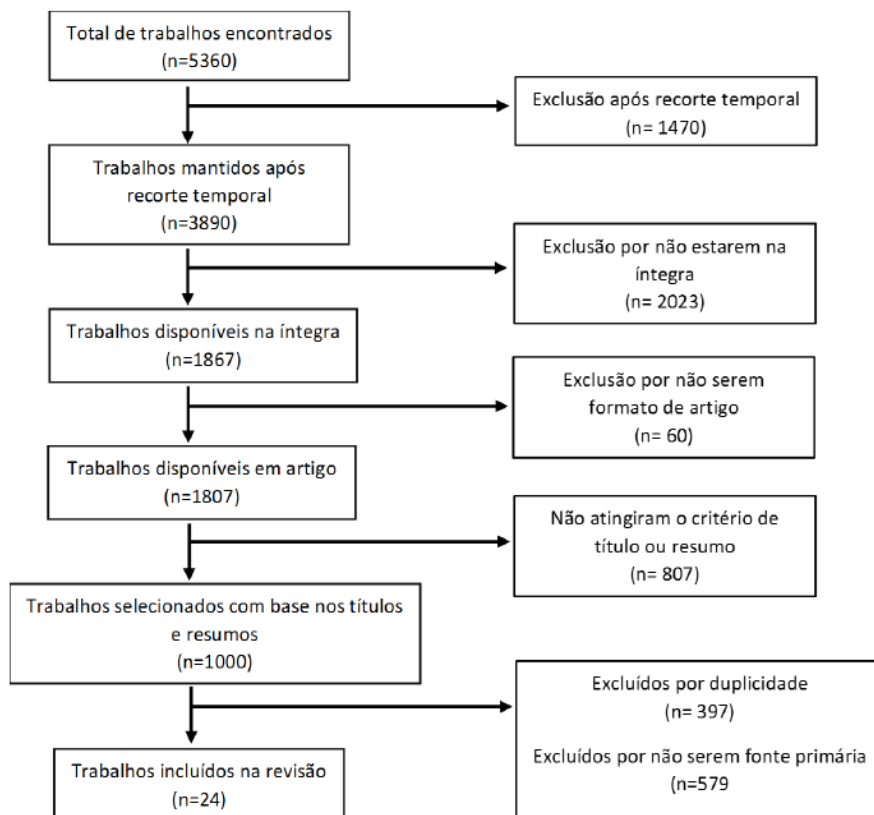 Total de trabalhos encontrados
(n=5360)
Exclusão após recorte temporal
(n= 1470)
Trabalhos mantidos após
recorte temporal
(n=3890)
Exclusão por não estarem na
íntegra
(n= 2023)
Trabalhos disponíveis na íntegra
(n=1867)
Exclusão por não serem
formato de artigo
(n= 60)
Trabalhos disponíveis em artigo
(n=1807)
Não atingiram o critério de
título ou resumo
(n= 807)
Trabalhos selecionados com base nos títulos
e resumos
(n=1000)
Excluídos por duplicidade
(n= 397)
Excluídos por não serem fonte primária
(n=579
Trabalhos incluídos na revisão
(n=24)